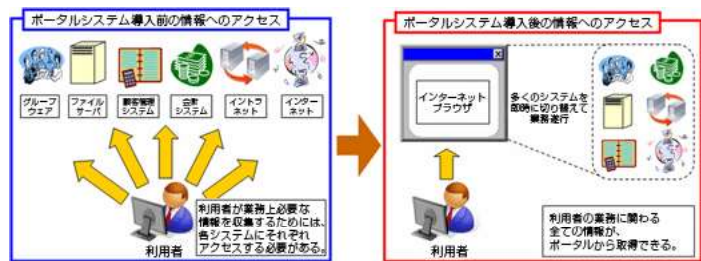 ポータルシステム導入前の情報へのアクセス
グループ
ウェア
ファイル
サーバ
顧客管理
システム
会計
システム
イントラ
ネット
インター
ネット
利用者が業務上必要な
情報を収集するためには、
各システムにそれぞれ
アクセスする必要がある。
利用者
ポータルシステム導入後の情報へのアクセス
インターネット
ブラウザ
多くのシステムを
即時に切り替えて
業務遂行
利用者の業務に関わる
全ての情報が、
ポータルから取得できる。
利用者